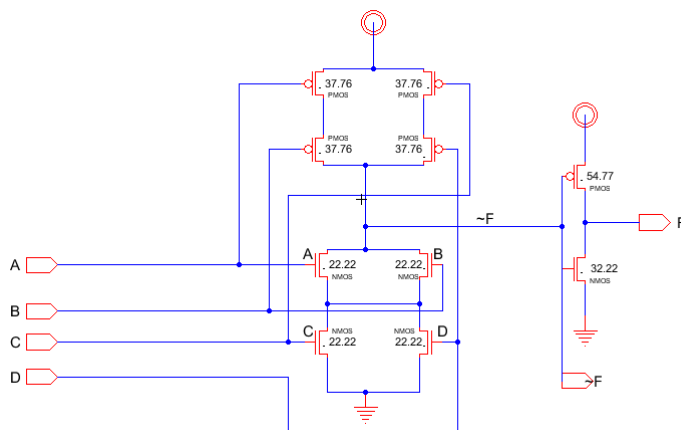 37.76
PMOS
37.76
PMOS
PMOS
37.76
PMOS
37.76
54.77
PMOS
~F
F
A
22.22
NMOS
B
22.22
NMOS
32.22
NMOS
A
B
C
NMOS
22.22
D
NMOS
22.22
C
D
~F